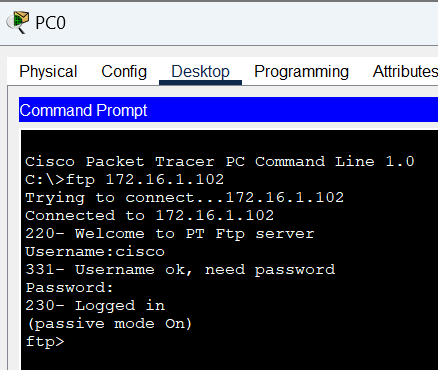 PC0
Physical Config Desktop Programming Attributes
Command Prompt
Cisco Packet Tracer PC Command Line 1.0
C:\>ftp 172.16.1.102
Trying to connect...172.16.1.102
Connected to 172.16.1.102
220- Welcome to PT Ftp server
Username:cisco
331- Username ok, need password
Password:
230- Logged in
(passive mode On)
ftp>